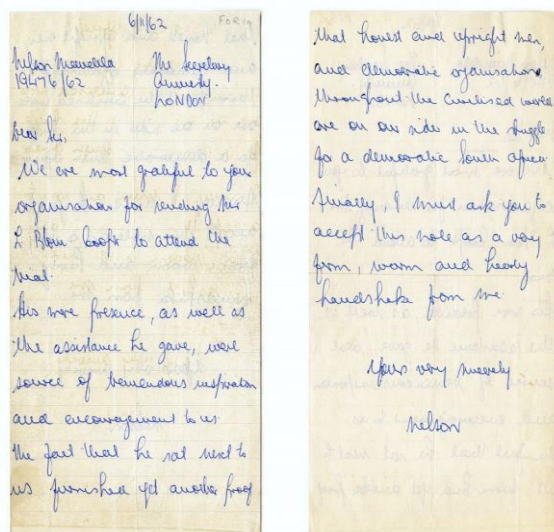 6/11/62
Nelson Mandela
19476/62
The Secretary
Amnesty
LONDON
Dear Sir,
We are most grateful to your
organisation for sending Mr
L. Blom Cooper to attend the
trial.
His mere presence, as well as
the assistance he gave, were
source of tremendous inspiration
and encouragement to us.
The fact that he sat next to
us furnished yet another proof
that honest and upright men,
and democratic organisations
throughout the civilised world
are on our side in the struggle
for a democratic South Africa.
Finally, I must ask you to
accept this note as a very
firm, warm and hearty
handshake from me.
Yours very sincerely
Nelson